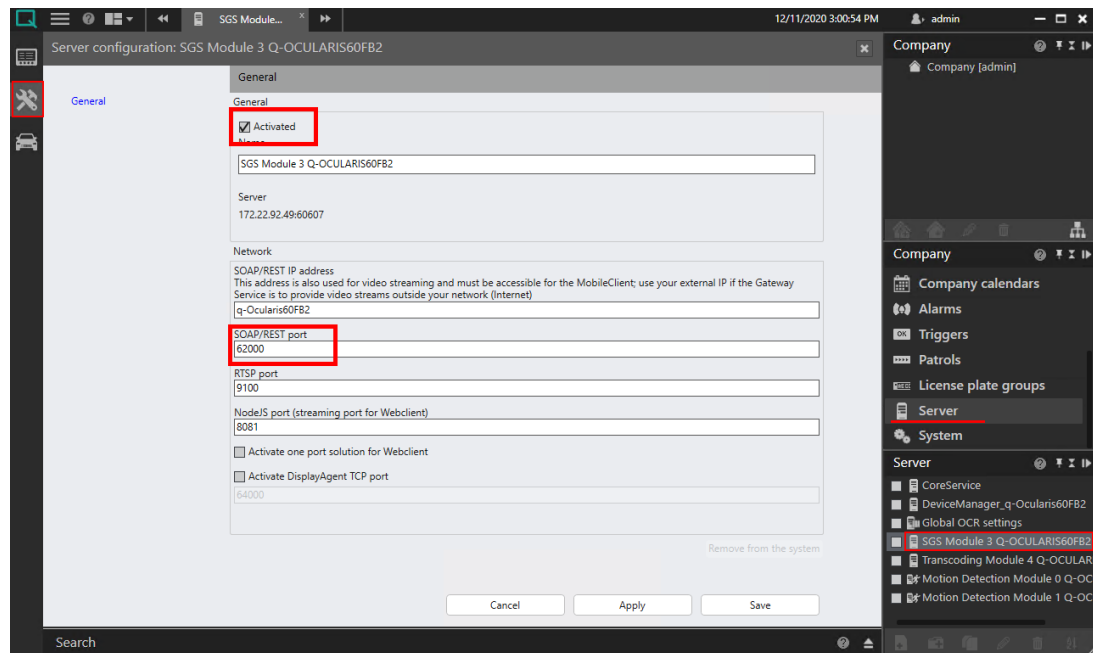 SGS Module...
12/11/2020 3:00:54 PM
admin
Server configuration: SGS Module 3 Q-OCULARIS60FB2
General
General
General
Activated
Name
SGS Module 3 Q-OCULARIS60FB2
Server
172.22.92.49:60607
Network
SOAP/REST IP address
This address is also used for video streaming and must be accessible for the MobileClient; use your external IP if the Gateway
Service is to provide video streams outside your network (Internet)
q-Ocularis60FB2
SOAP/REST port
62000
RTSP port
9100
NodeJS port (streaming port for Webclient)
8081
Activate one port solution for Webclient
Activate DisplayAgent TCP port
64000
Remove from the system
Cancel
Apply
Save
Search
Company
Company [admin]
Company
Company calendars
Alarms
OK Triggers
Patrols
License plate groups
Server
System
Server
CoreService
DeviceManager_q-Ocularis60FB2
Global OCR settings
SGS Module 3 Q-OCULARIS60FB2
Transcoding Module 4 Q-OCULAR
Motion Detection Module 0 Q-OC
Motion Detection Module 1 Q-OC